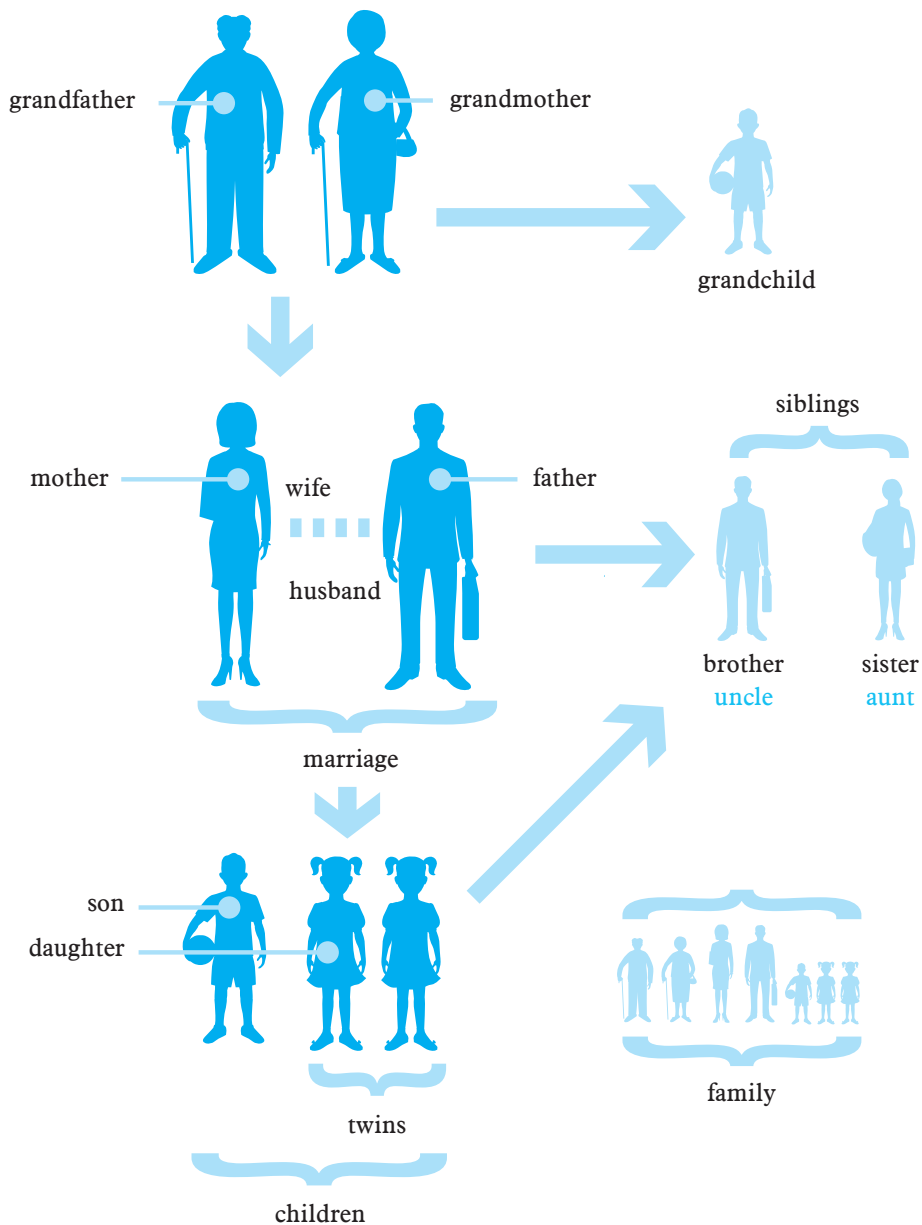 grandfather
grandmother
grandchild
siblings
mother
wife
father
husband
brother
sister
uncle
aunt
marriage
son
daughter
family
twins
children